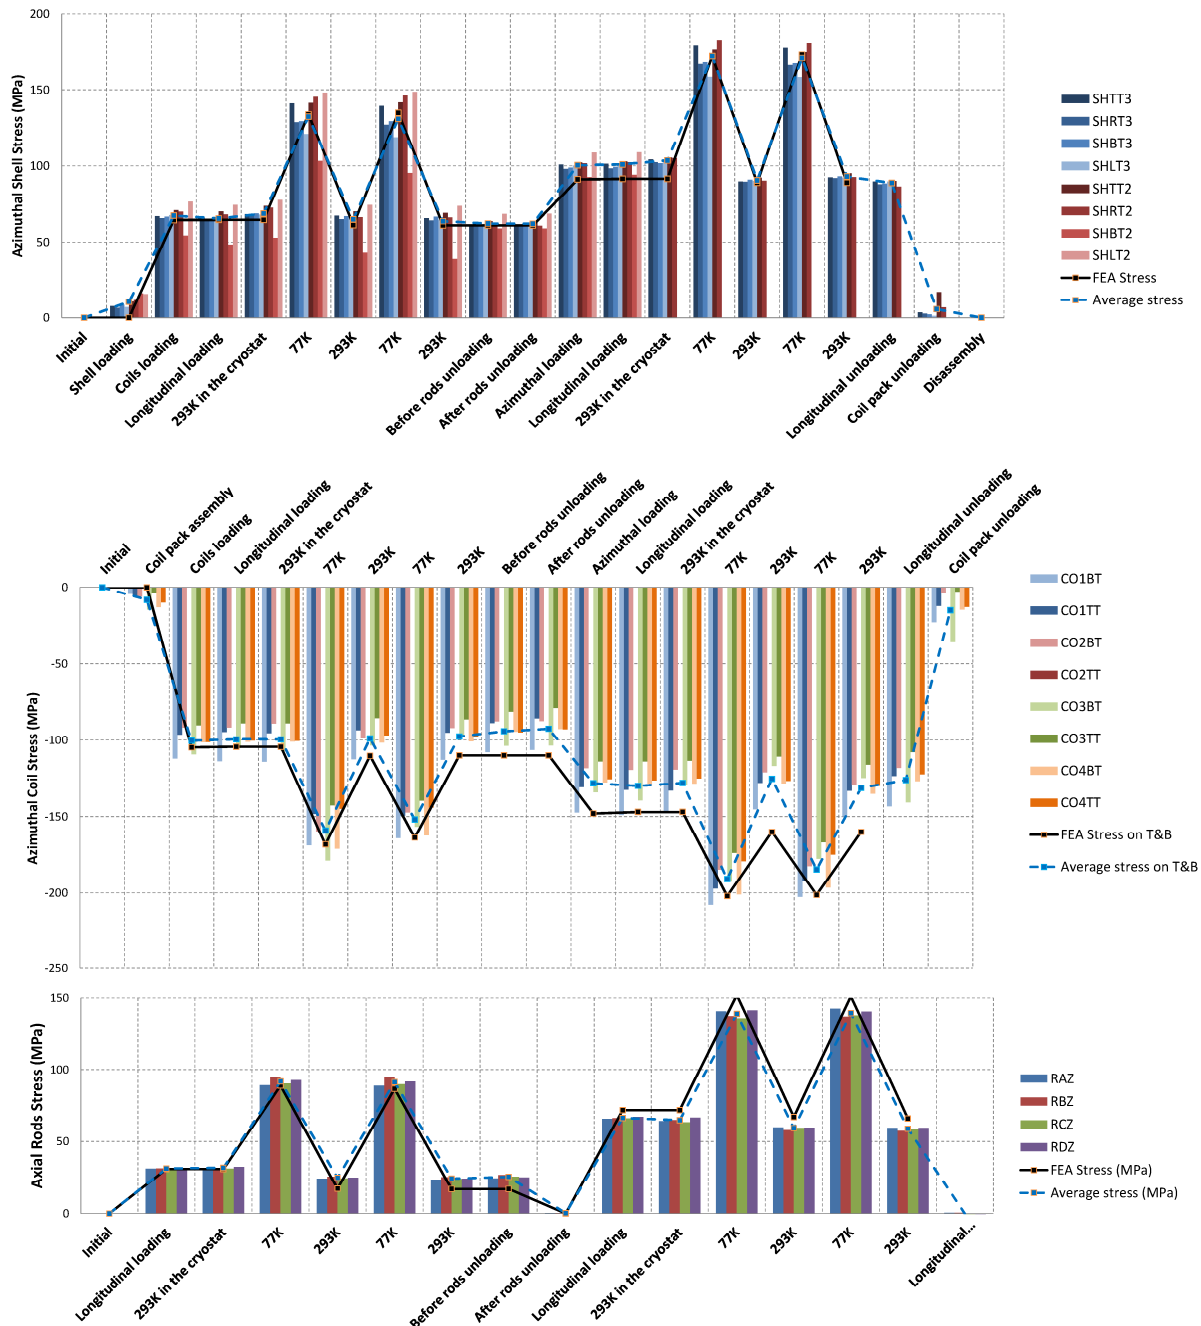 Azimuthal Shell Stress (MPa)
200
150
100
50
0
Initial
Shell loading
Coils loading
Longitudinal loading
293K in the cryostat
77K
293K
77K
293K
Before rods unloading
After rods unloading
Azimuthal loading
Longitudinal loading
293K in the cryostat
77K
293K
77K
293K
Longitudinal unloading
Coil pack unloading
Disassembly
SHTT3
SHRT3
SHBT3
SHLT3
SHTT2
SHRT2
SHBT2
SHLT2
FEA Stress
Average stress
Azimuthal Coil Stress (MPa)
Initial
Coil pack assembly
Coils loading
Longitudinal loading
293K in the cryostat
77K
293K
77K
293K
Before rods unloading
After rods unloading
Azimuthal loading
Longitudinal loading
293K in the cryostat
77K
293K
77K
293K
Longitudinal unloading
Coil pack unloading
0
-50
-100
-150
-200
-250
CO1BT
CO1TT
CO2BT
CO2TT
CO3BT
CO3TT
CO4BT
CO4TT
FEA Stress on T&B
Average stress on T&B
Axial Rods Stress (MPa)
150
100
50
0
Initial
Longitudinal loading
293K in the cryostat
77K
293K
77K
293K
Before rods unloading
After rods unloading
Longitudinal loading
293K in the cryostat
77K
293K
77K
293K
Longitudinal...
RAZ
RBZ
RCZ
RDZ
FEA Stress (MPa)
Average stress (MPa)